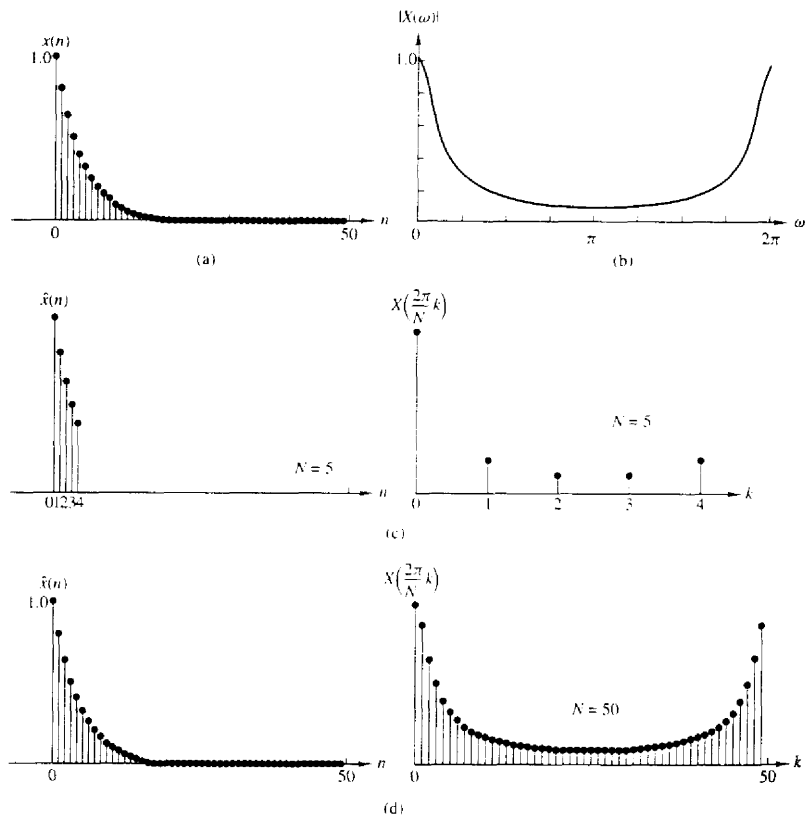 x(n)
1.0
0
50
n
(a)
|X(ω)|
1.0
0
π
2π
ω
(b)
x̂(n)
N = 5
01234
n
X(2π/N k)
N = 5
0 1 2 3 4
k
(c)
x̂(n)
1.0
0
50
n
X(2π/N k)
N = 50
0
50
k
(d)